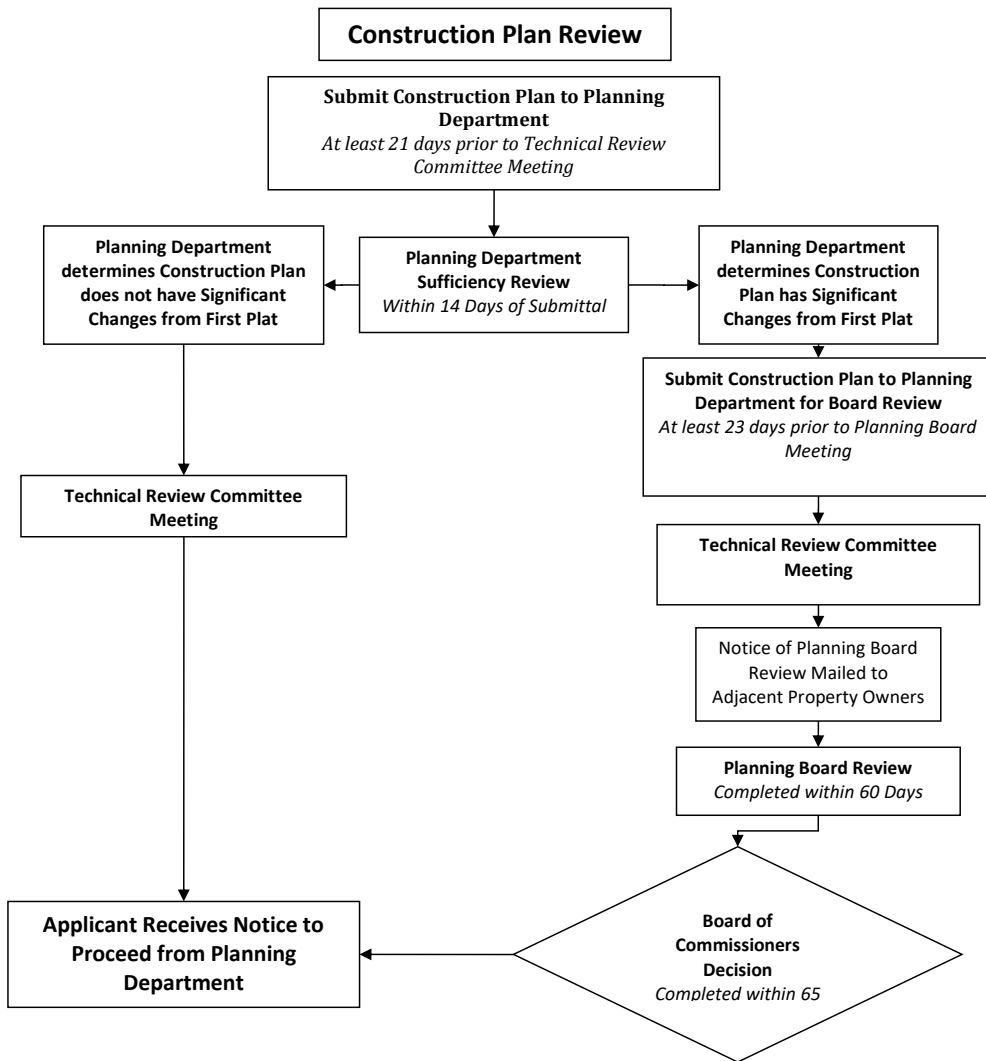 Construction Plan Review
Submit Construction Plan to Planning
Department
At least 21 days prior to Technical Review
Committee Meeting
Planning Department
determines Construction Plan
does not have Significant
Changes from First Plat
Planning Department
Sufficiency Review
Within 14 Days of Submittal
Planning Department
determines Construction
Plan has Significant
Changes from First Plat
Submit Construction Plan to Planning
Department for Board Review
At least 23 days prior to Planning Board
Meeting
Technical Review Committee
Meeting
Technical Review Committee
Meeting
Notice of Planning Board
Review Mailed to
Adjacent Property Owners
Planning Board Review
Completed within 60 Days
Applicant Receives Notice to
Proceed from Planning
Department
Board of
Commissioners
Decision
Completed within 65